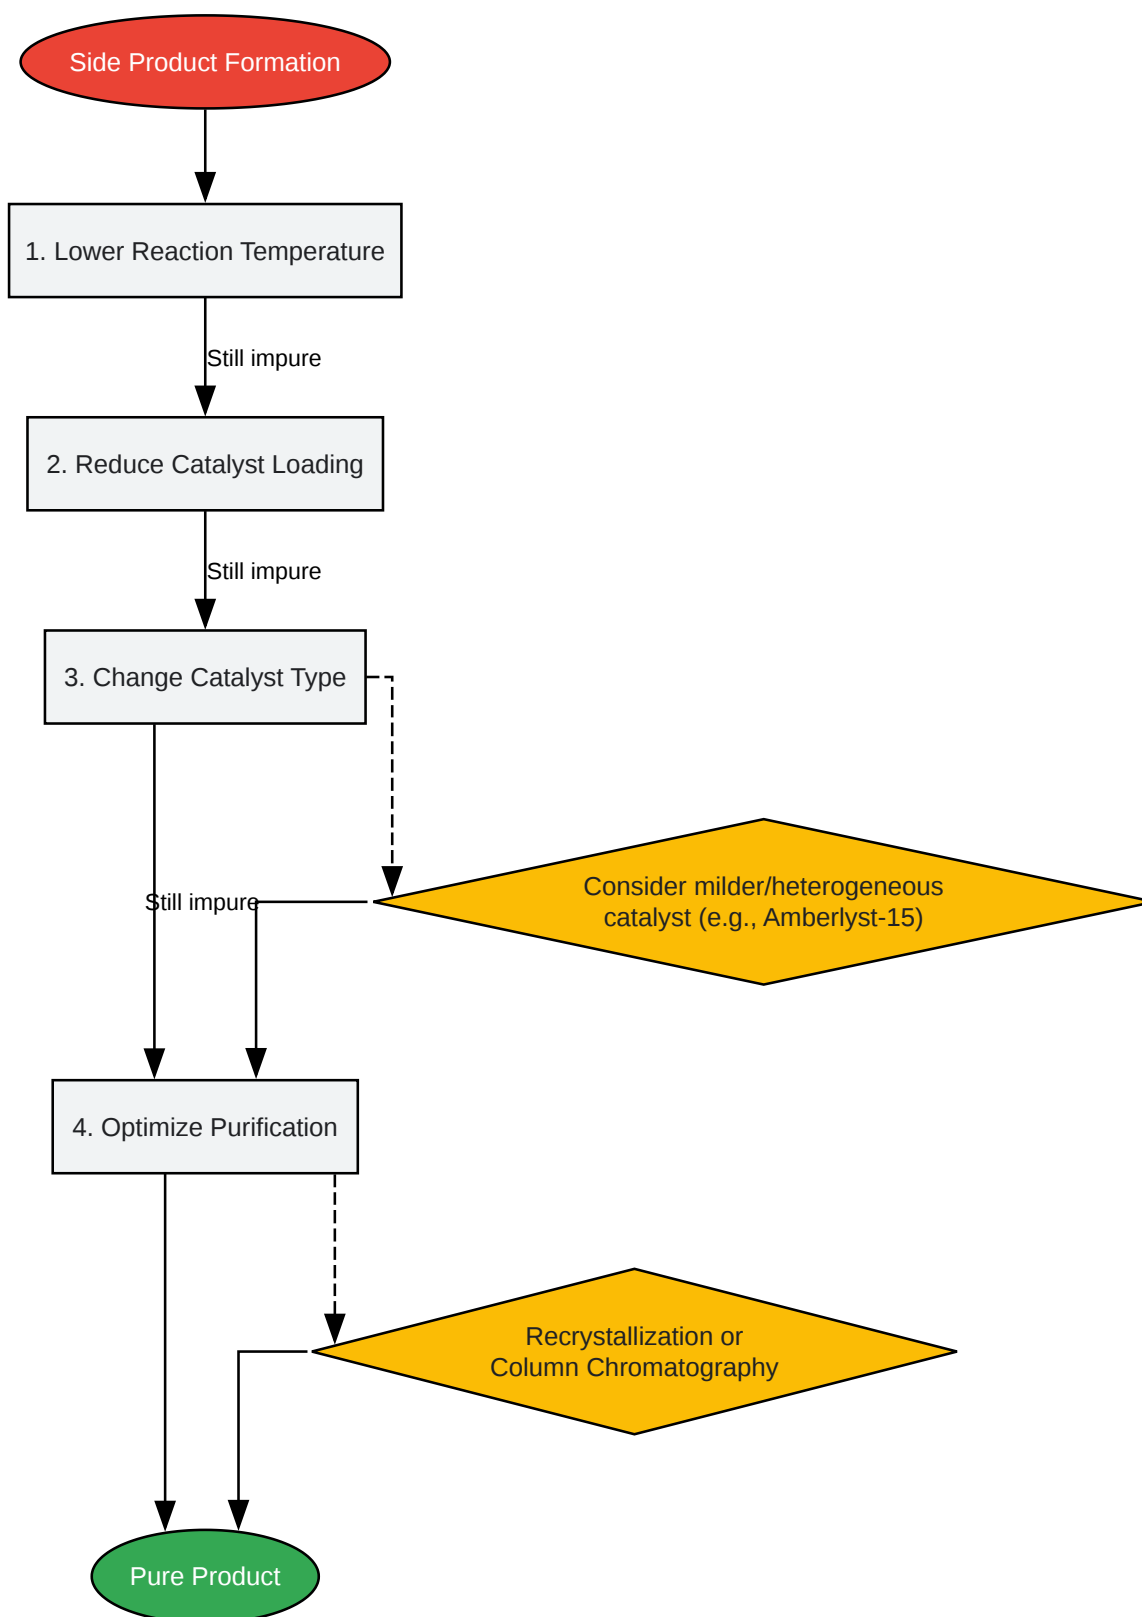 Side Product Formation
1. Lower Reaction Temperature
Still impure
2. Reduce Catalyst Loading
Still impure
3. Change Catalyst Type
Consider milder/heterogeneous
catalyst (e.g., Amberlyst-15)
Still impure
4. Optimize Purification
Recrystallization or
Column Chromatography
Pure Product